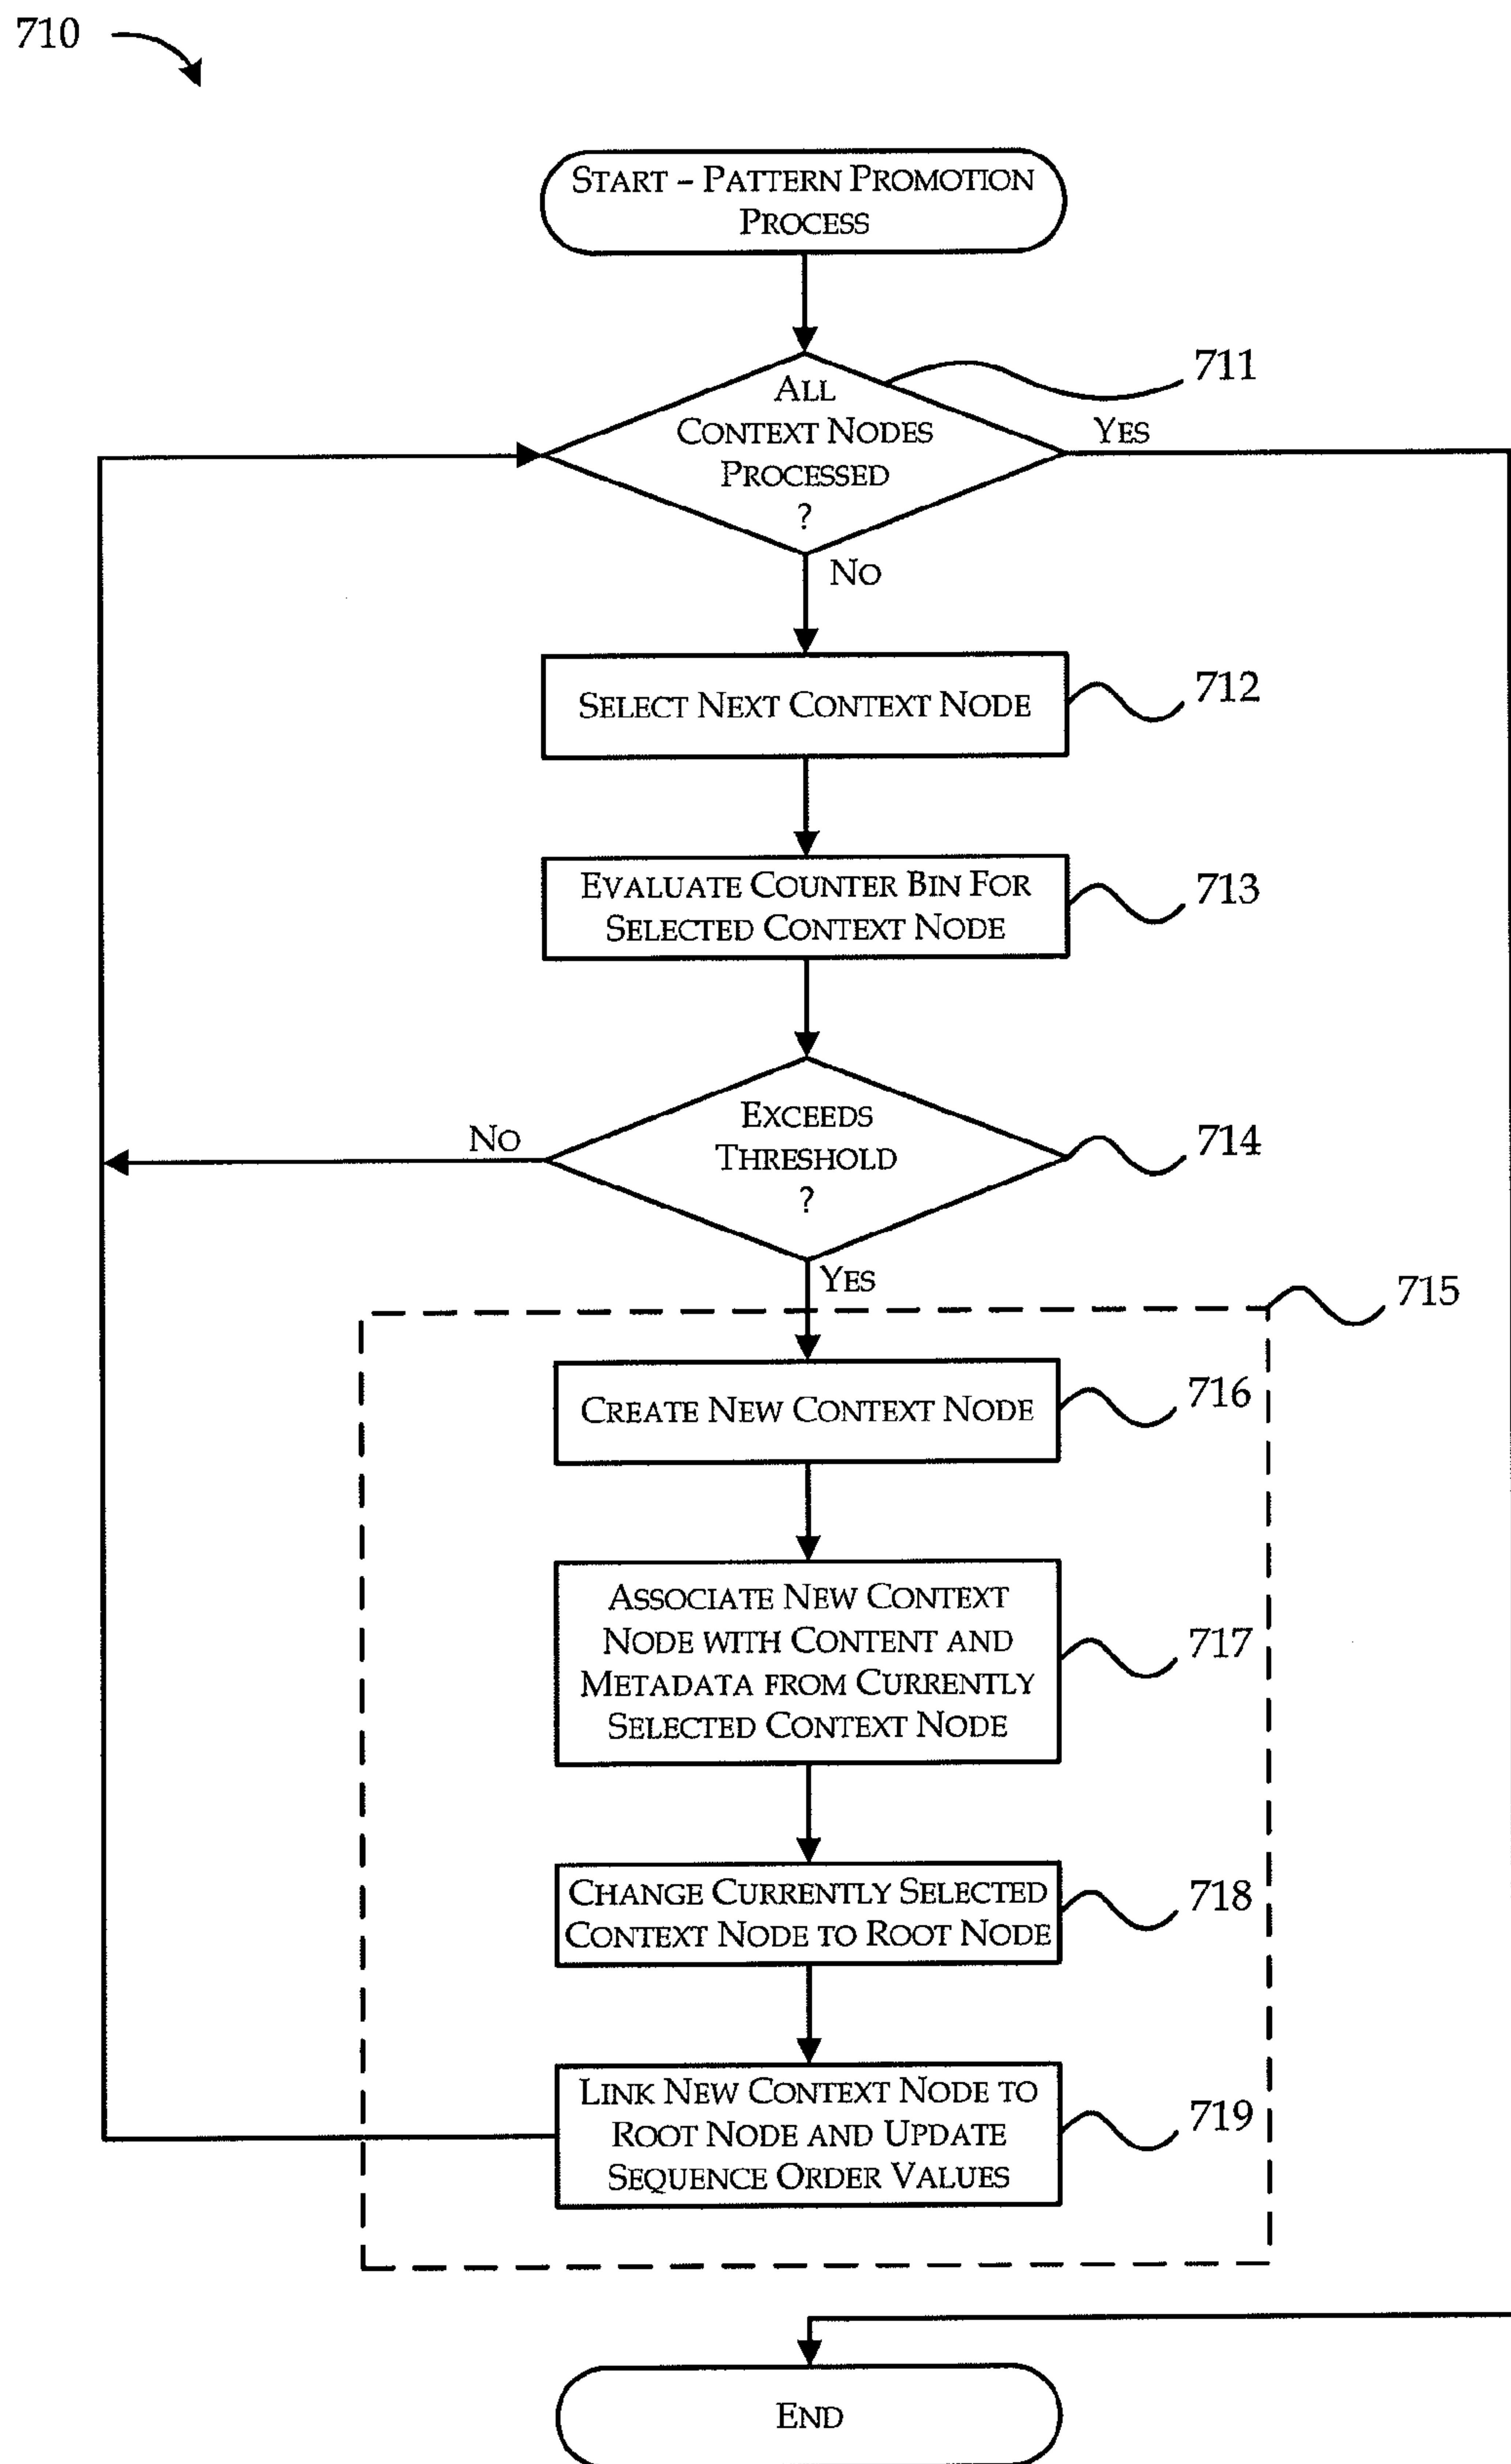 710
START – PATTERN PROMOTION
PROCESS
711
ALL
CONTEXT NODES
PROCESSED
?
YES
NO
SELECT NEXT CONTEXT NODE
712
EVALUATE COUNTER BIN FOR
SELECTED CONTEXT NODE
713
EXCEEDS
THRESHOLD
?
NO
714
YES
715
CREATE NEW CONTEXT NODE
716
ASSOCIATE NEW CONTEXT
NODE WITH CONTENT AND
METADATA FROM CURRENTLY
SELECTED CONTEXT NODE
717
CHANGE CURRENTLY SELECTED
CONTEXT NODE TO ROOT NODE
718
LINK NEW CONTEXT NODE TO
ROOT NODE AND UPDATE
SEQUENCE ORDER VALUES
719
END